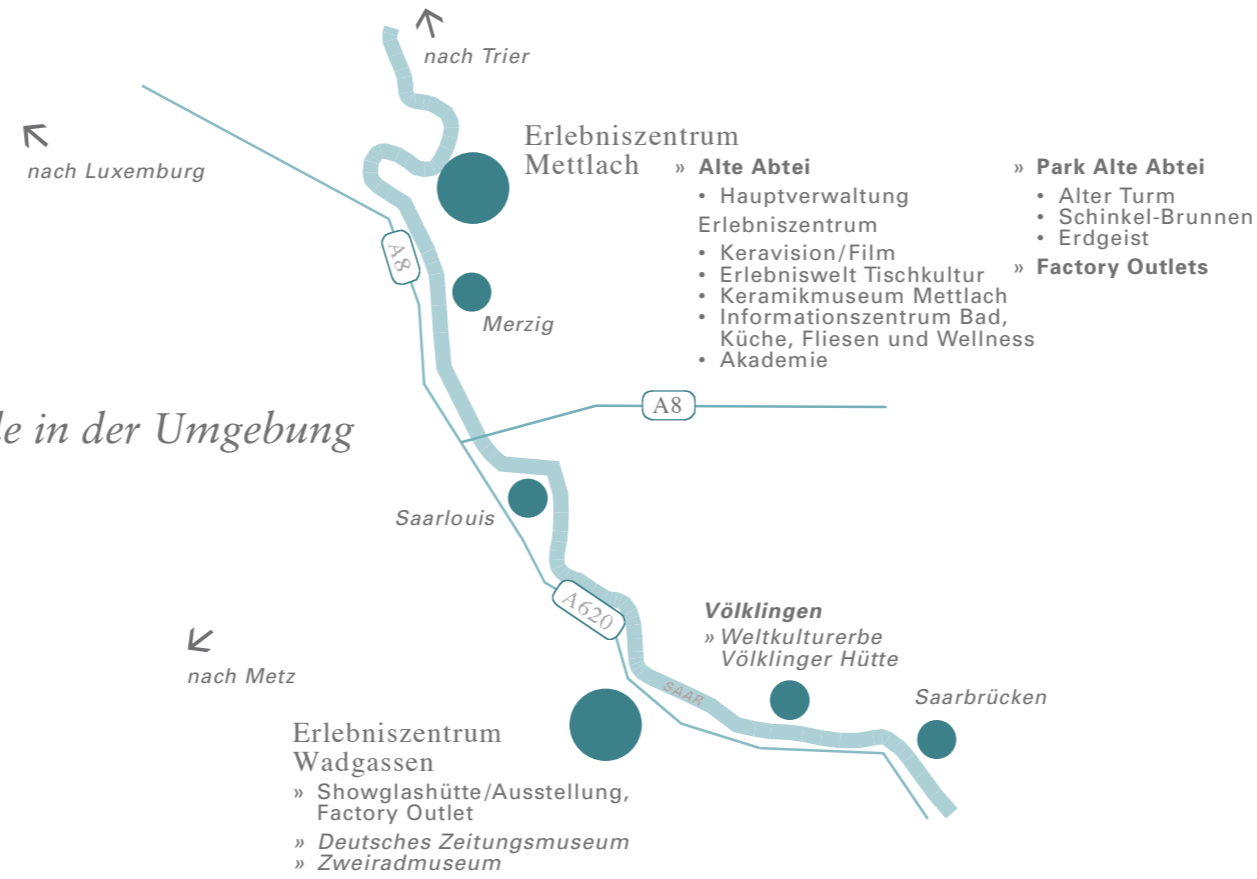 nach Trier
nach Luxemburg
Erlebniszentrum
Mettlach
» Alte Abtei
• Hauptverwaltung
Erlebniszentrum
• Keravision/Film
• Erlebniswelt Tischkultur
• Keramikmuseum Mettlach
• Informationszentrum Bad,
Küche, Fliesen und Wellness
• Akademie
» Park Alte Abtei
• Alter Turm
• Schinkel-Brunnen
• Erdgeist
» Factory Outlets
A8
Merzig
A8
in der Umgebung
Saarlouis
A620
nach Metz
Völklingen
» Weltkulturerbe
Völklinger Hütte
SAAR
Saarbrücken
Erlebniszentrum
Wadgassen
» Showglashütte/Ausstellung,
Factory Outlet
» Deutsches Zeitungsmuseum
» Zweiradmuseum